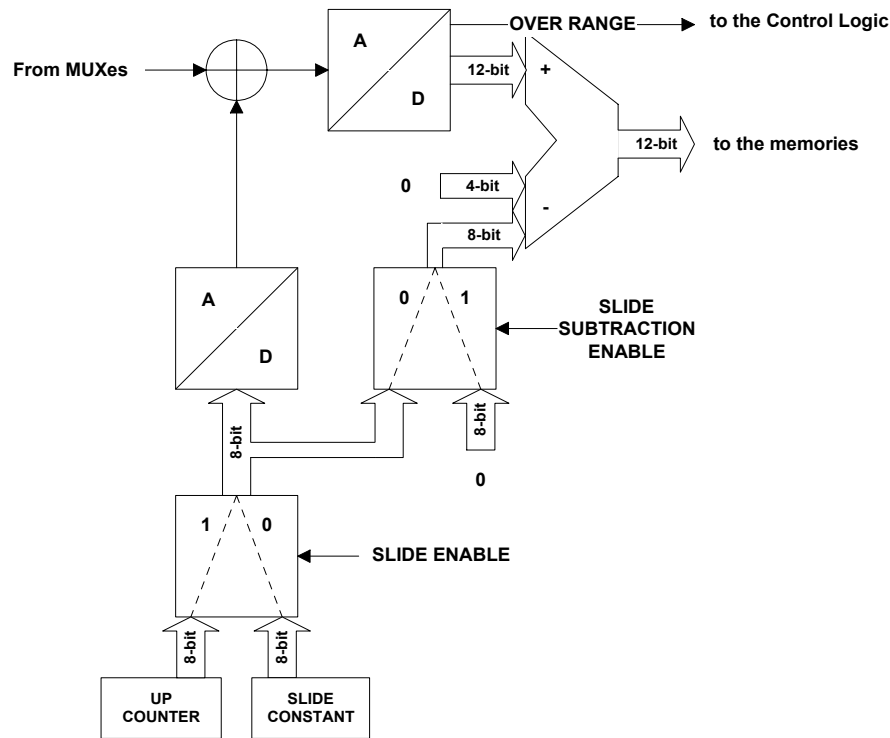 OVER RANGE
to the Control Logic
A
From MUXes
12-bit
+
D
12-bit
to the memories
0
4-bit
-
8-bit
A
0
1
SLIDE
SUBTRACTION
ENABLE
D
8-bit
8-bit
0
1
0
SLIDE ENABLE
8-bit
8-bit
UP
COUNTER
SLIDE
CONSTANT